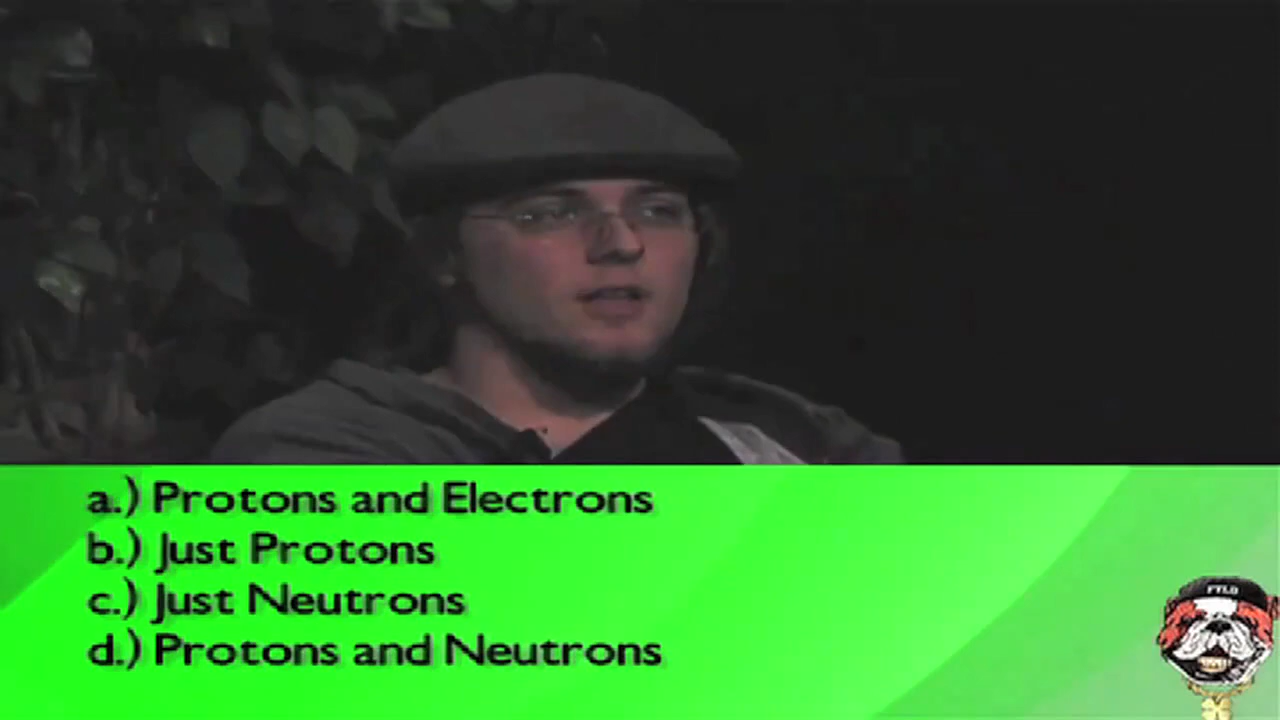 a.) Protons and Electrons
b.) Just Protons
c.) Just Neutrons
d.) Protons and Neutrons